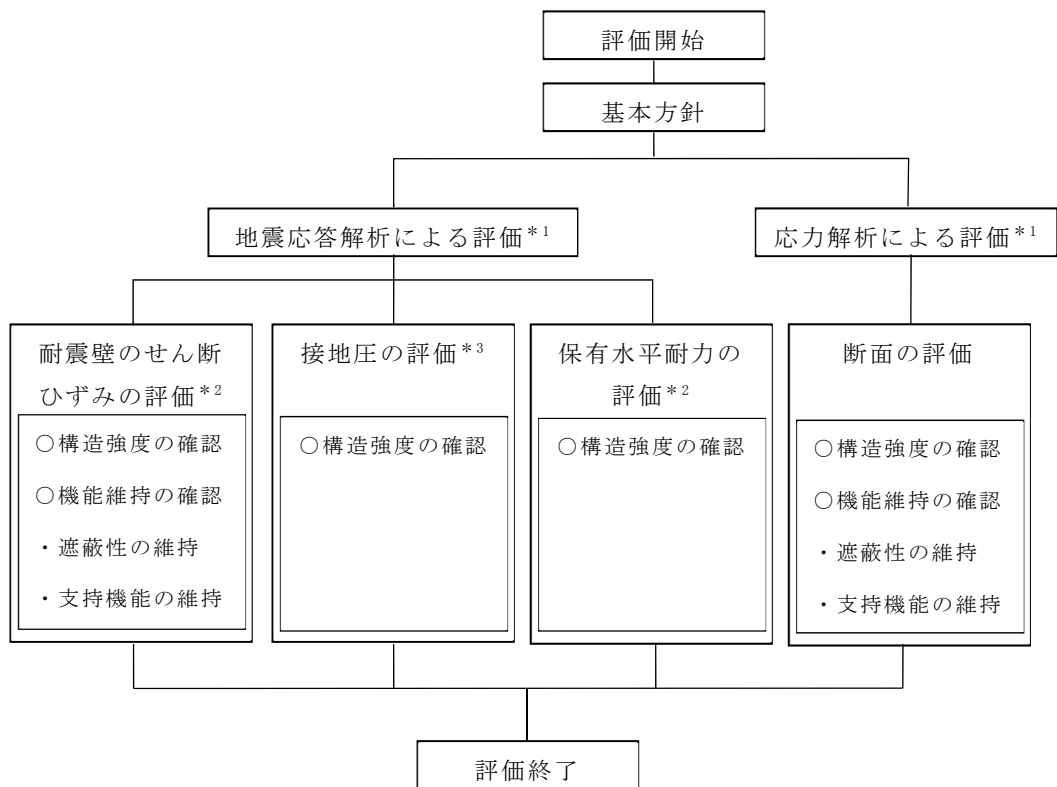 評価開始
基本方針
地震応答解析による評価*1
応力解析による評価*1
耐震壁のせん断
ひずみの評価*2
○構造強度の確認
○機能維持の確認
・遮蔽性の維持
・支持機能の維持
接地圧の評価*3
○構造強度の確認
保有水平耐力の
評価*2
○構造強度の確認
断面の評価
○構造強度の確認
○機能維持の確認
・遮蔽性の維持
・支持機能の維持
評価終了